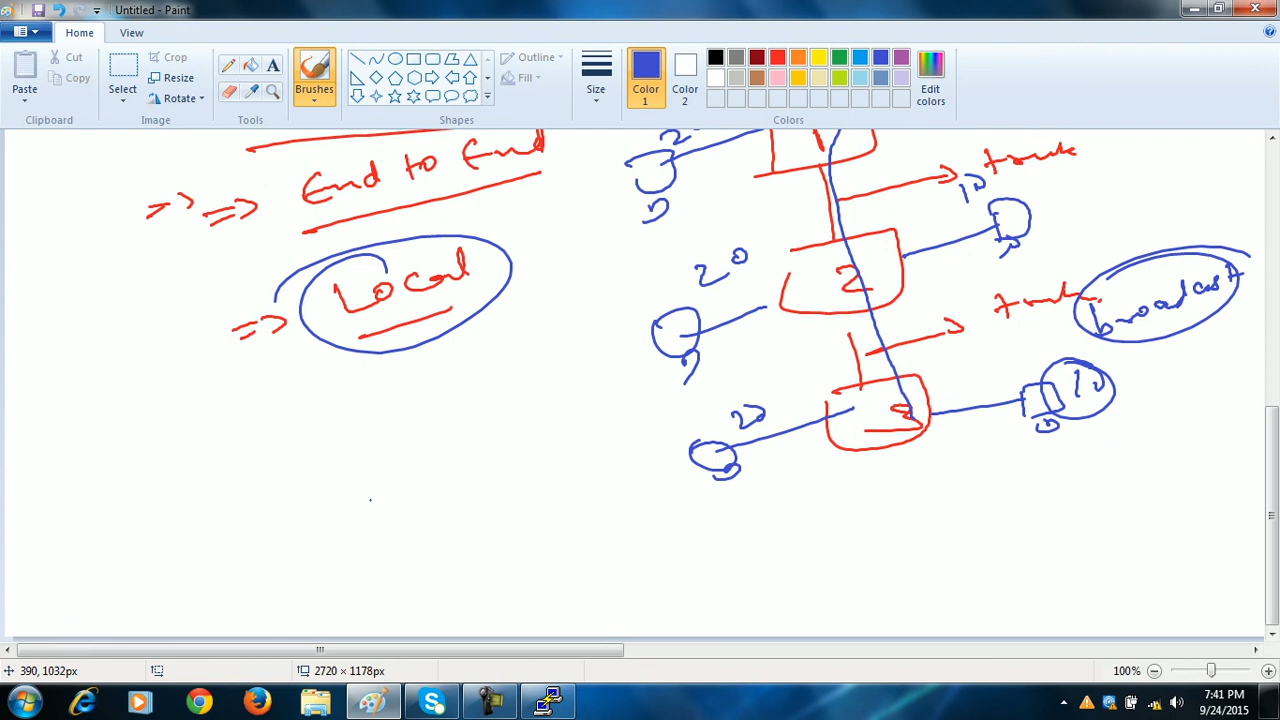 Untitled - Paint
Home View
Paste
Cut
Copy
Clipboard
Select
Crop
Resize
Rotate
Image
Tools
Brushes
Shapes
Outline
Fill
Size
Color 1
Color 2
Edit colors
Colors
End to End
Local
trunk
10
20
2
trunk
broadcast
20
10
390, 1032px
2720 × 1178px
100%
7:41 PM
9/24/2015